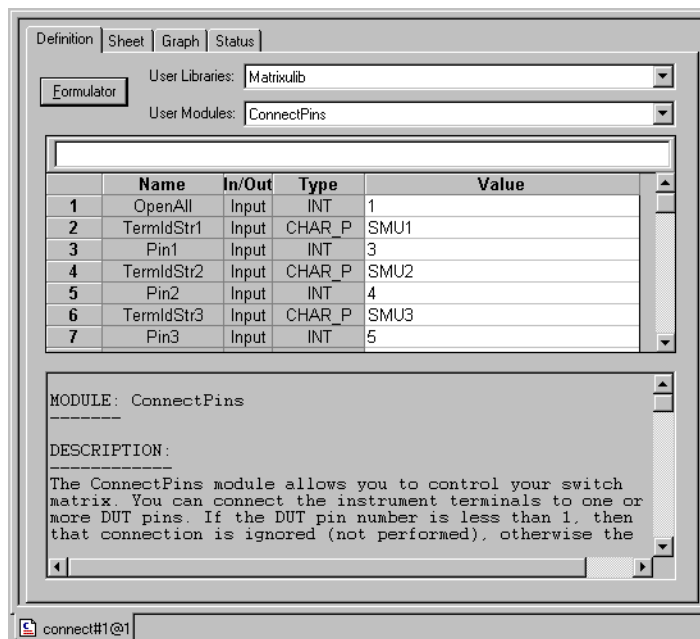 Definition Sheet Graph Status
Formulator
User Libraries: Matrixulib
User Modules: ConnectPins
Name In/Out Type Value
1 OpenAll Input INT 1
2 TermIdStr1 Input CHAR_P SMU1
3 Pin1 Input INT 3
4 TermIdStr2 Input CHAR_P SMU2
5 Pin2 Input INT 4
6 TermIdStr3 Input CHAR_P SMU3
7 Pin3 Input INT 5
MODULE: ConnectPins
-------
DESCRIPTION:
------------
The ConnectPins module allows you to control your switch
matrix. You can connect the instrument terminals to one or
more DUT pins. If the DUT pin number is less than 1, then
that connection is ignored (not performed), otherwise the
connect#1@1